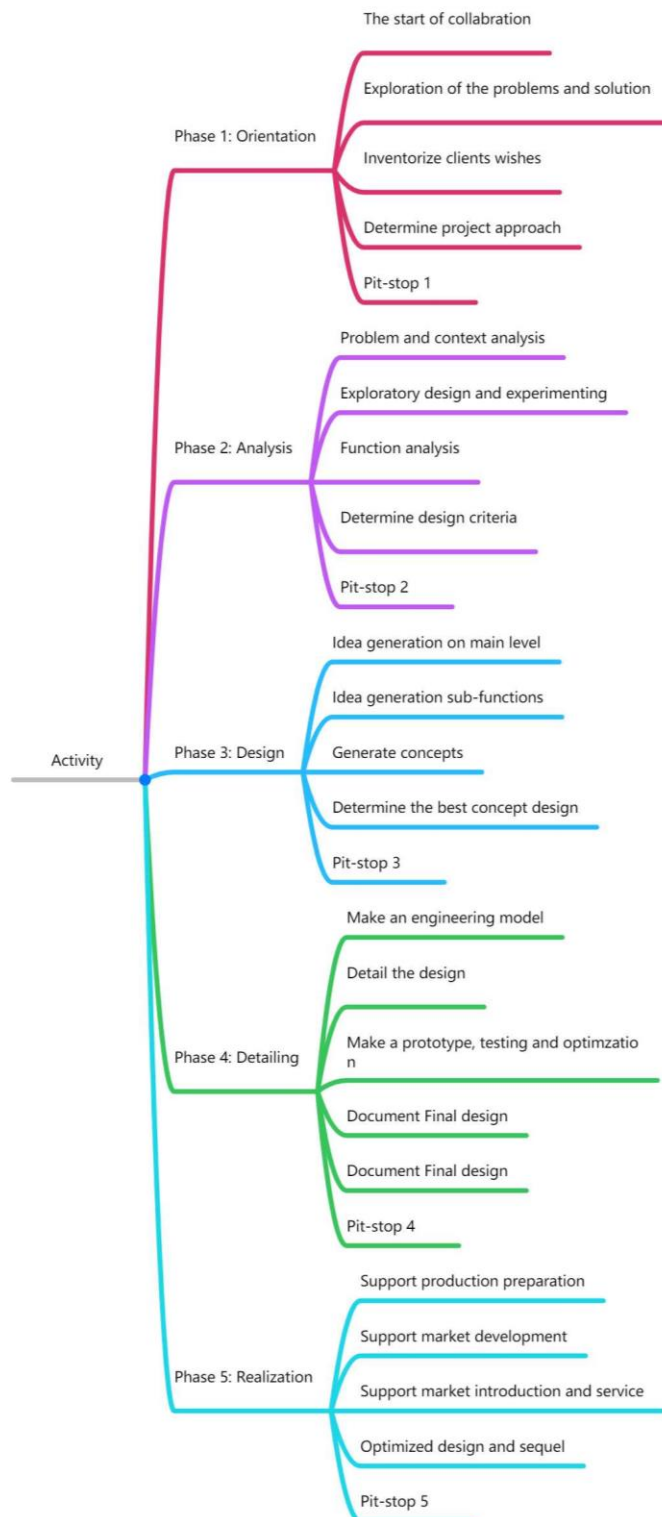 The start of collabration
Exploration of the problems and solution
Phase 1: Orientation
Inventorize clients wishes
Determine project approach
Pit-stop 1
Problem and context analysis
Exploratory design and experimenting
Phase 2: Analysis
Function analysis
Determine design criteria
Pit-stop 2
Idea generation on main level
Idea generation sub-functions
Activity
Phase 3: Design
Generate concepts
Determine the best concept design
Pit-stop 3
Make an engineering model
Detail the design
Phase 4: Detailing
Make a prototype, testing and optimzatio
n
Document Final design
Document Final design
Pit-stop 4
Support production preparation
Support market development
Phase 5: Realization
Support market introduction and service
Optimized design and sequel
Pit-stop 5